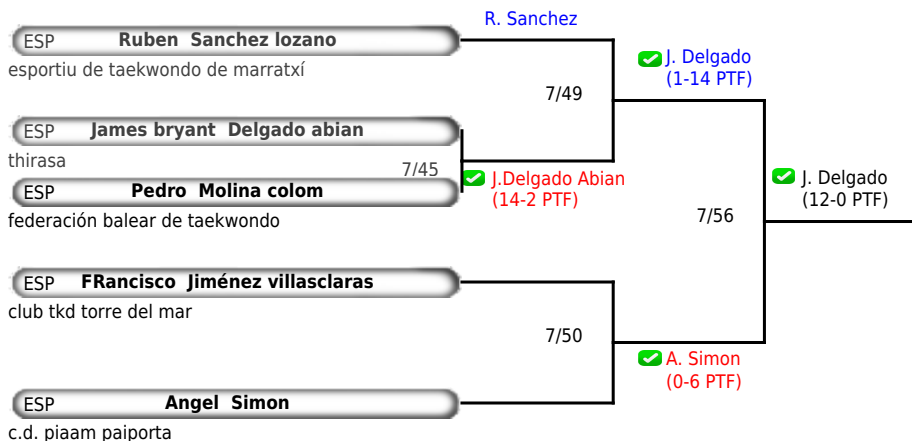 R. Sanchez
ESP Ruben Sanchez lozano
esportiu de taekwondo de marratxí
J. Delgado
(1-14 PTF)
7/49
ESP James bryant Delgado abian
thirasa
7/45
J.Delgado Abian
(14-2 PTF)
J. Delgado
(12-0 PTF)
ESP Pedro Molina colom
federación balear de taekwondo
7/56
ESP FRancisco Jiménez villasclaras
club tkd torre del mar
7/50
A. Simon
(0-6 PTF)
ESP Angel Simon
c.d. piaam paiporta